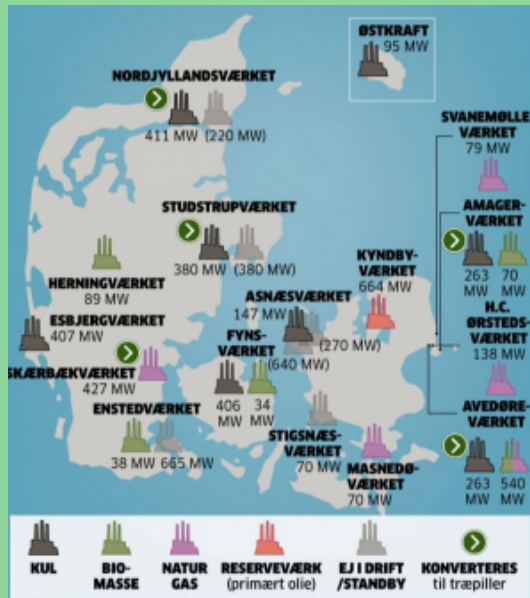 ØSTKRAFT
95 MW
NORDJYLLANDSVÆRKET
411 MW (220 MW)
SVANEMØLLE
VÆRKET
79 MW
STUDSTRUPVÆRKET
380 MW (380 MW)
AMAGER-
VÆRKET
263 MW
70 MW
KYNDBY-
VÆRKET
664 MW
HERNINGVÆRKET
89 MW
ASNÆSVÆRKET
147 MW
(270 MW)
(640 MW)
H.C.
ØRSTEDS-
VÆRKET
138 MW
ESBJERGVÆRKET
407 MW
FYNS-
VÆRKET
406 MW
34 MW
SKÆRBÆKVÆRKET
427 MW
AVEDØRE-
VÆRKET
263 MW
540 MW
ENSTEDVÆRKET
38 MW 665 MW
STIGSNÆS-
VÆRKET
70 MW
MASNEDØ-
VÆRKET
70 MW
KUL
BIO-
MASSE
NATUR
GAS
RESERVEVÆRK
(primært olie)
EJ I DRIFT
/STANDBY
KONVERTERES
til træpiller